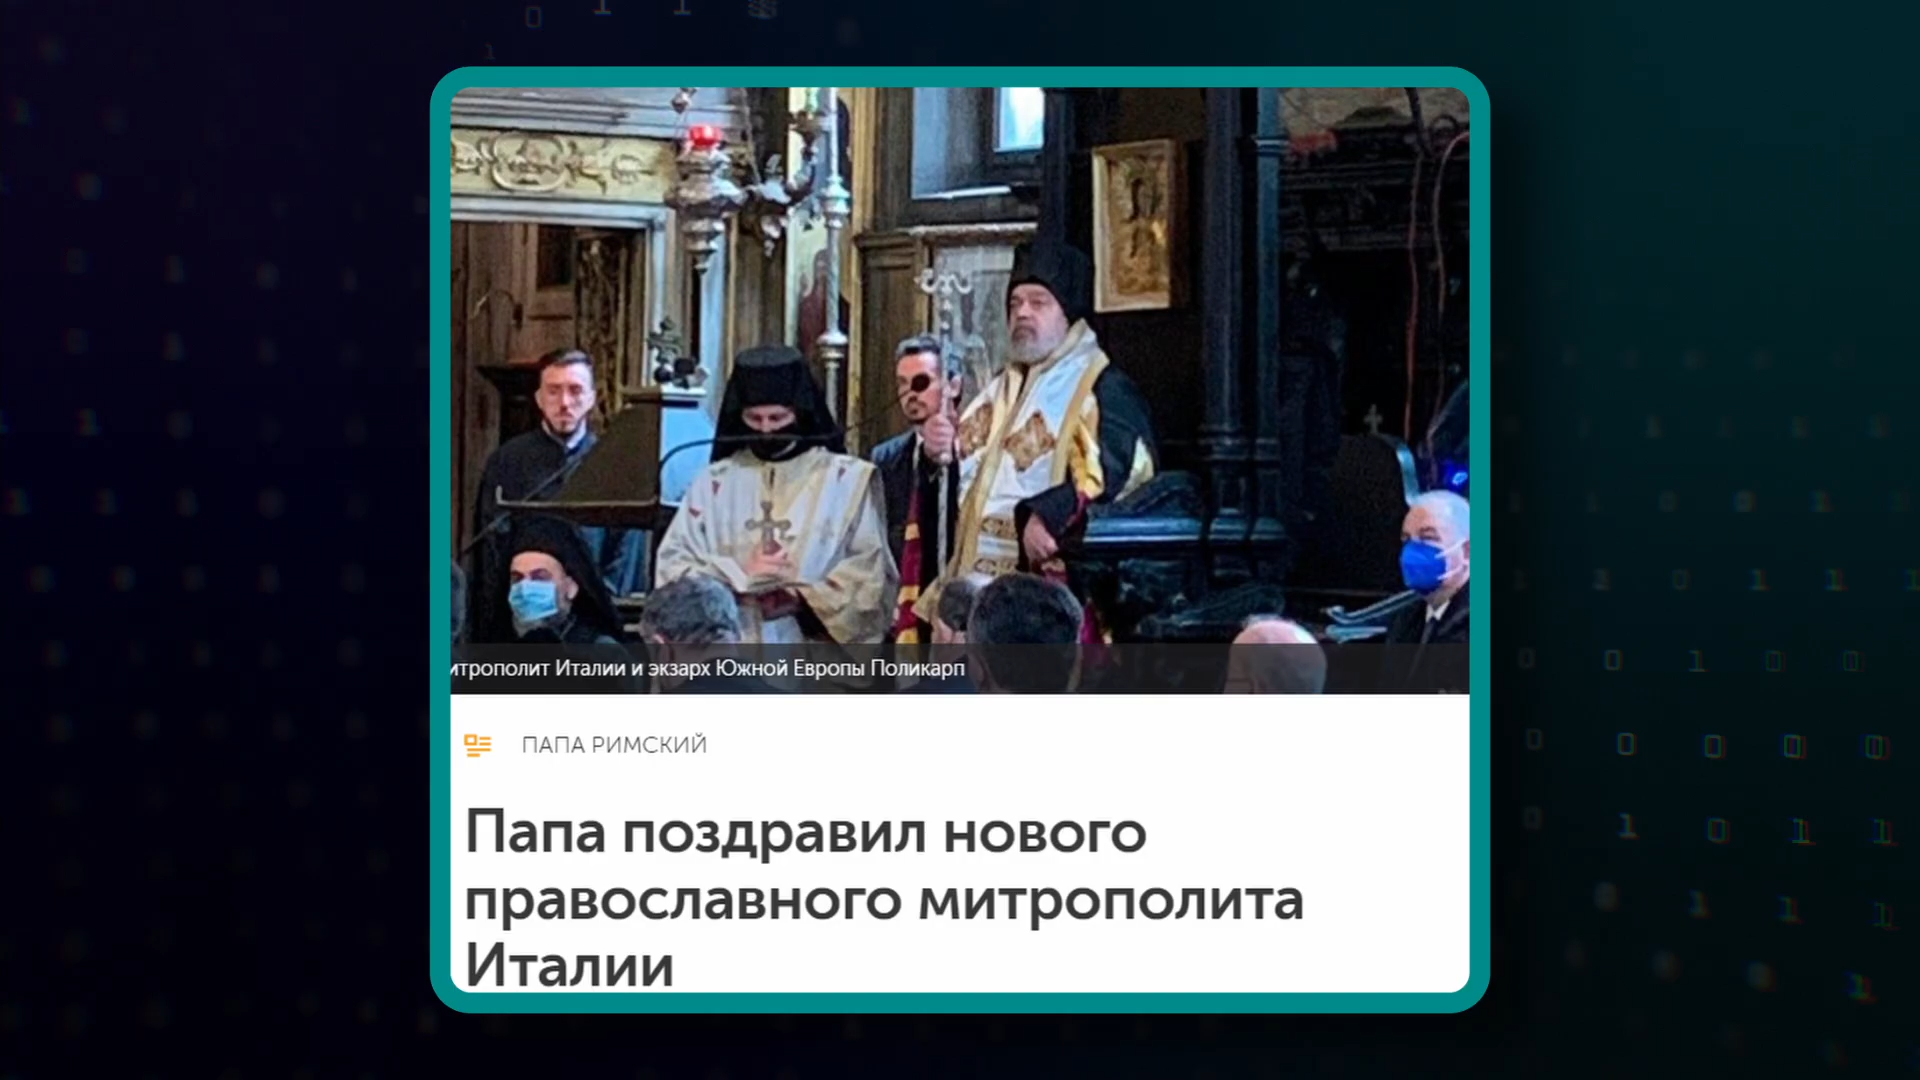 итрополит Италии и экзарх Южной Европы Поликарп
ПАПА РИМСКИЙ
Папа поздравил нового
православного митрополита
Италии